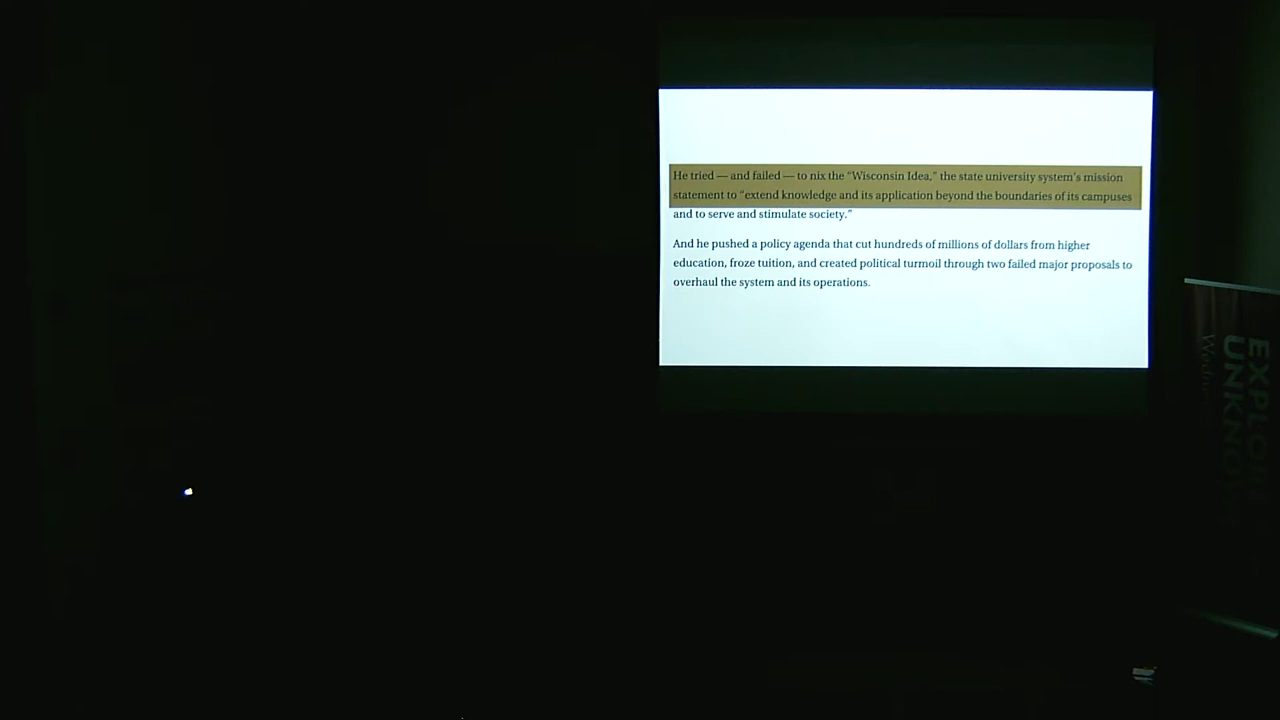 He tried — and failed — to nix the “Wisconsin Idea,” the state university system’s mission
statement to “extend knowledge and its application beyond the boundaries of its campuses
and to serve and stimulate society.”
And he pushed a policy agenda that cut hundreds of millions of dollars from higher
education, froze tuition, and created political turmoil through two failed major proposals to
overhaul the system and its operations.
EXPLOR
UNKNO